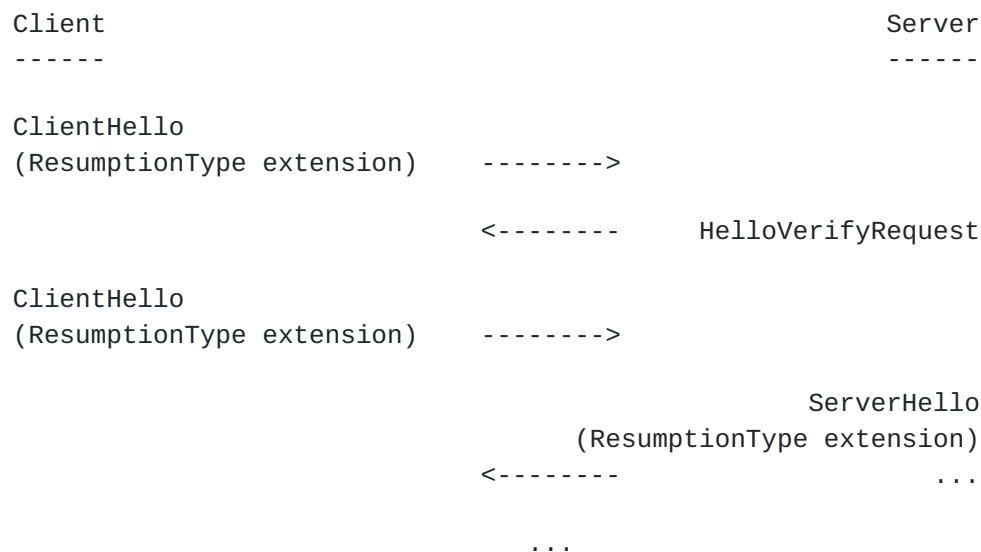 Client                                                  Server
------                                                  ------
ClientHello
(ResumptionType extension)    -------->
                              <--------     HelloVerifyRequest
ClientHello
(ResumptionType extension)    -------->
                                                   ServerHello
                                    (ResumptionType extension)
                              <--------                    ...
                                 ...